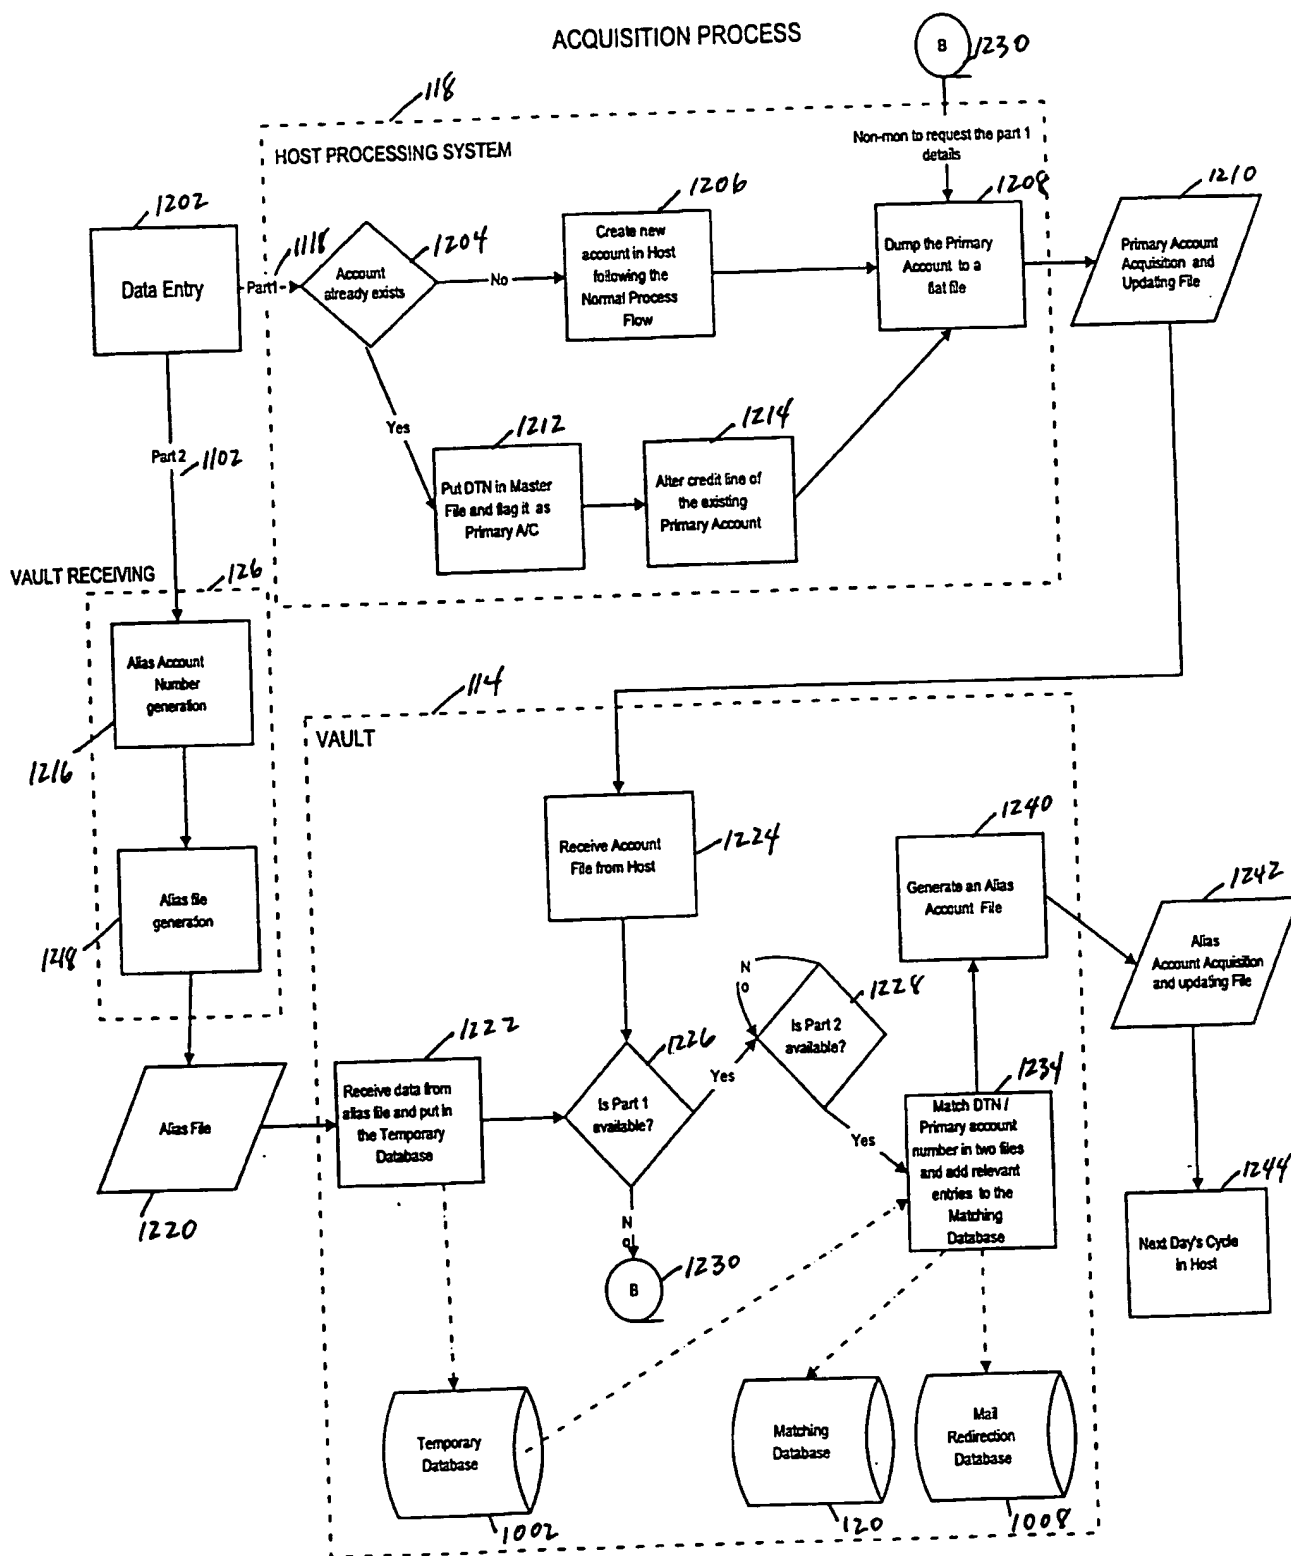 ACQUISITION PROCESS
B
1230
118
HOST PROCESSING SYSTEM
Non-mon to request the part 1
details
1202
Data Entry
1118
Part1
1204
Account
already exists
No
1206
Create new
account in Host
following the
Normal Process
Flow
1208
Dump the Primary
Account to a
flat file
1210
Primary Account
Acquisition and
Updating File
Yes
1212
Put DTN in Master
File and flag it as
Primary A/C
1214
Alter credit line of
the existing
Primary Account
Part 2
1102
VAULT RECEIVING
126
Alias Account
Number
generation
1216
Alias file
generation
1218
Alias File
1220
114
VAULT
Receive Account
File from Host
1224
1222
Receive data from
alias file and put in
the Temporary
Database
1226
Is Part 1
available?
Yes
N
o
B
1230
N
o
1228
Is Part 2
available?
Yes
1234
Match DTN /
Primary account
number in two files
and add relevant
entries to the
Matching
Database
1240
Generate an Alias
Account File
1242
Alias
Account Acquisition
and updating File
1244
Next Day's Cycle
in Host
Temporary
Database
1002
Matching
Database
120
Mail
Redirection
Database
1008